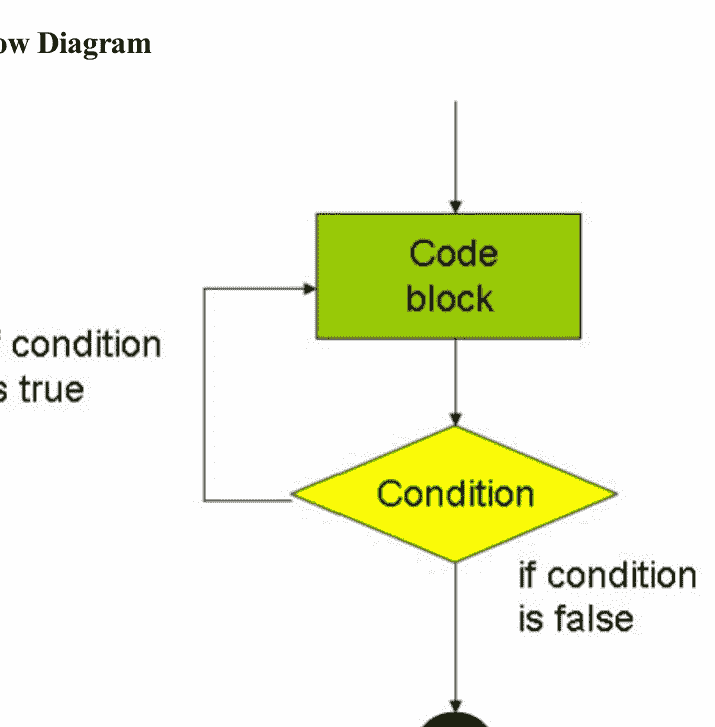 ow Diagram
Code
block
condition
s true
Condition
if condition
is false